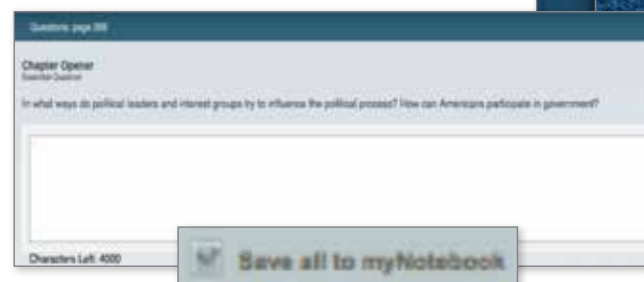 Questions: page
Chapter Opener
Essential Question
In what ways do political leaders and interest groups try to influence the political process? How can Americans participate in government?
Characters Left: 4000
Save all to myNotebook